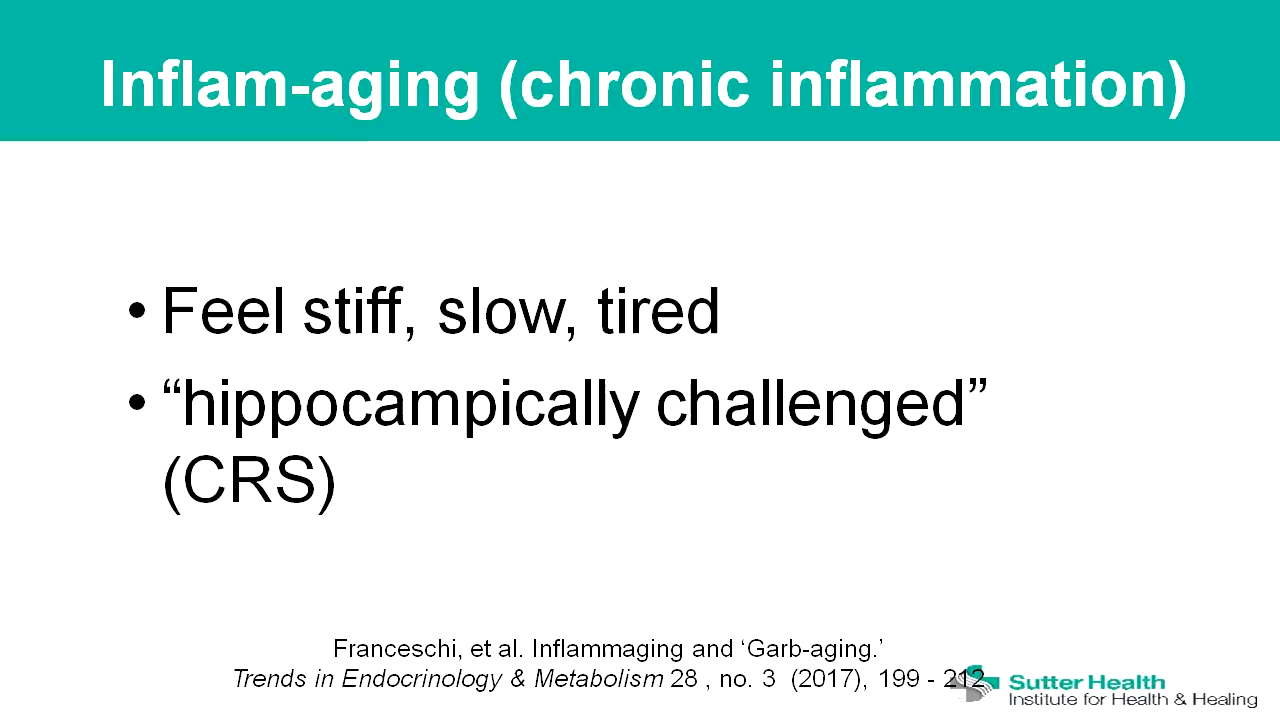 Inflam-aging (chronic inflammation)
• Feel stiff, slow, tired
• “hippocampically challenged”
(CRS)
Franceschi, et al. Inflammaging and ‘Garb-aging.’
Trends in Endocrinology & Metabolism 28 , no. 3 (2017), 199 - 212
Sutter Health
Institute for Health & Healing